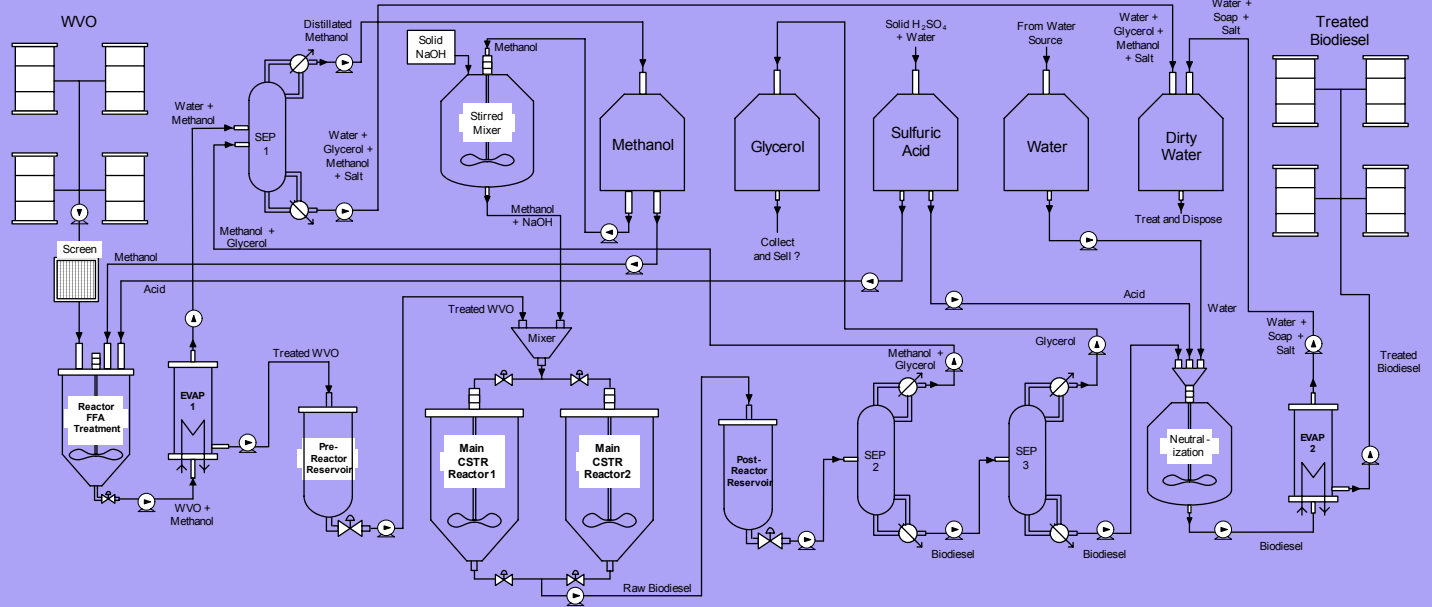 WVO
Distillated
Methanol
Solid
NaOH
Methanol
Solid H₂SO₄
+ Water
From Water
Source
Water +
Glycerol +
Methanol
+ Salt
Water +
Soap +
Salt
Treated
Biodiesel
Water +
Methanol
SEP
1
Water +
Glycerol +
Methanol
+ Salt
Stirred
Mixer
Methanol
Glycerol
Sulfuric
Acid
Water
Dirty
Water
Methanol
+ NaOH
Treat and Dispose
Methanol +
Glycerol
Collect
and Sell ?
Screen
Methanol
Acid
Acid
Water
Treated WVO
Mixer
Treated WVO
Methanol +
Glycerol
Glycerol
Water +
Soap +
Salt
Treated
Biodiesel
Reactor
FFA
Treatment
EVAP
1
Pre-
Reactor
Reservoir
Main
CSTR
Reactor1
Main
CSTR
Reactor2
Post-
Reactor
Reservoir
SEP
2
SEP
3
Neutral-
ization
EVAP
2
WVO +
Methanol
Biodiesel
Biodiesel
Biodiesel
Raw Biodiesel